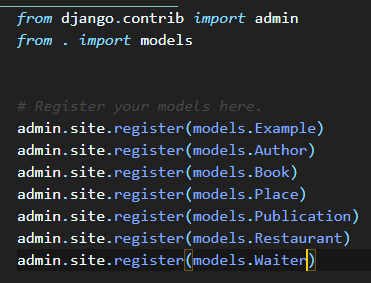 from django.contrib import admin
from . import models
# Register your models here.
admin.site.register(models.Example)
admin.site.register(models.Author)
admin.site.register(models.Book)
admin.site.register(models.Place)
admin.site.register(models.Publication)
admin.site.register(models.Restaurant)
admin.site.register(models.Waiter)